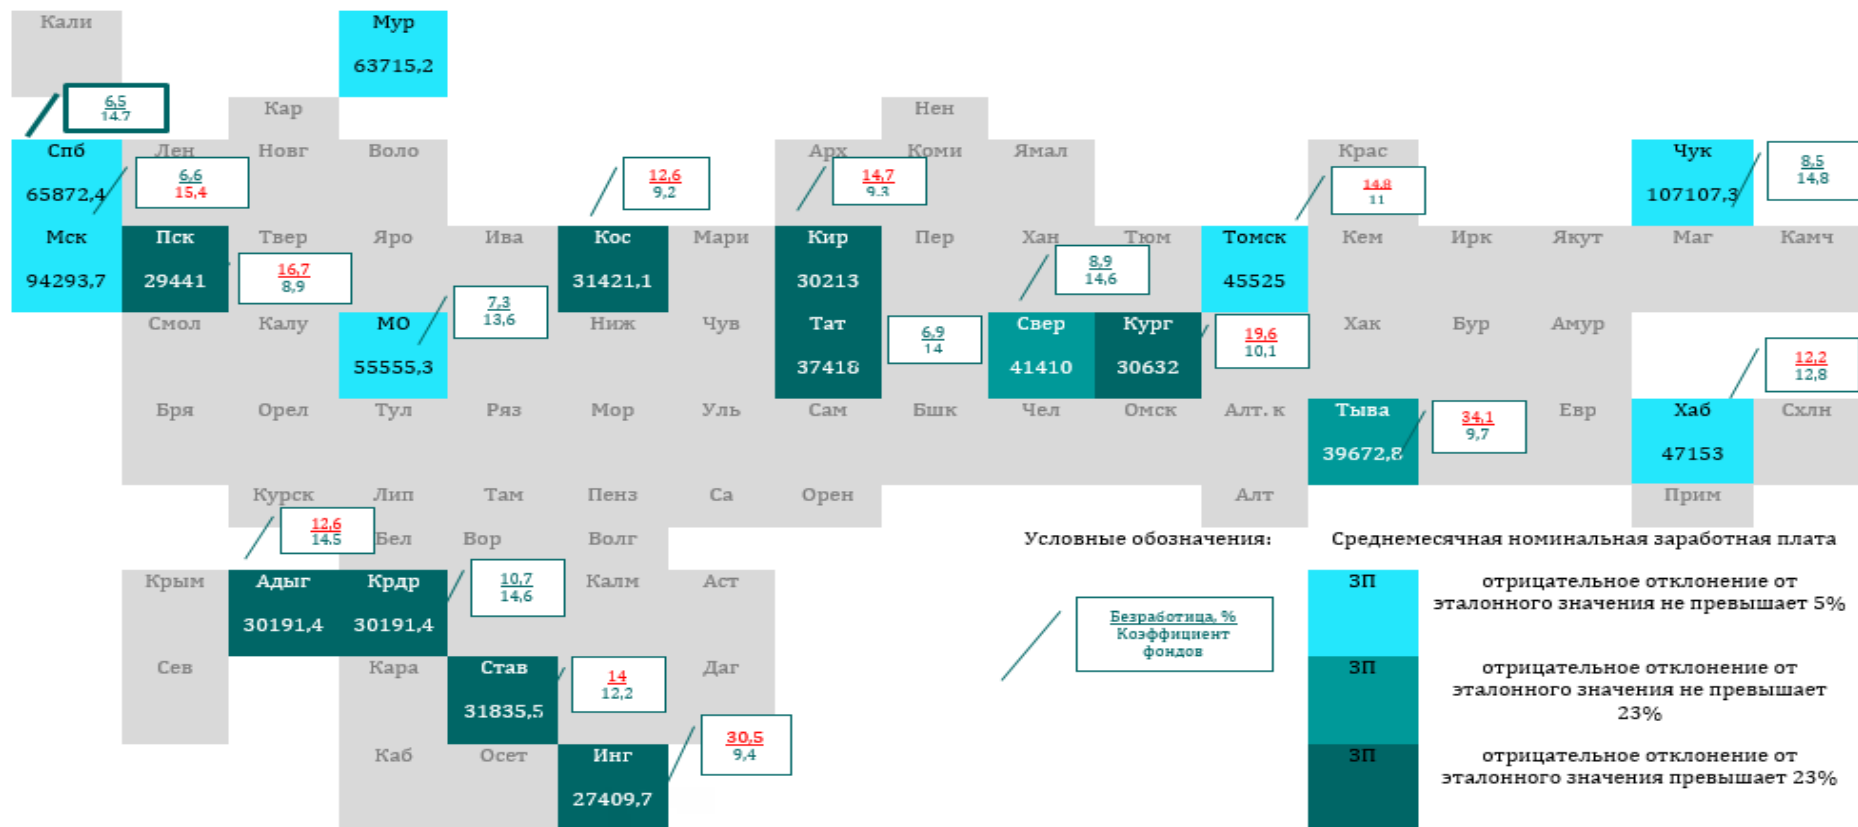 Кали
Мур
63715,2
6,5
14,7
Кар
Нен
Спб
Лен
Новг
Воло
Арх
Коми
Ямал
Крас
Чук
65872,4
6,6
15,4
12,6
9,2
14,7
9,3
14,8
11
107107,3
8,5
14,8
Мск
Пск
Твер
Яро
Ива
Кос
Мари
Кир
Пер
Хан
Тюм
Томск
Кем
Ирк
Якут
Маг
Камч
94293,7
29441
16,7
8,9
31421,1
30213
8,9
14,6
45525
7,3
13,6
Смол
Калу
МО
Ниж
Чув
Тат
6,9
14
Свер
Кург
19,6
10,1
Хак
Бур
Амур
55555,3
37418
41410
30632
12,2
12,8
Бря
Орел
Тул
Ряз
Мор
Уль
Сам
Бшк
Чел
Омск
Алт. к
Тыва
34,1
9,7
Евр
Хаб
Схлн
39672,8
47153
Курск
Лип
Там
Пенз
Са
Орен
Алт
Прим
12,6
14,5
Бел
Вор
Волг
Условные обозначения:
Среднемесячная номинальная заработная плата
Крым
Адыг
Крдр
10,7
14,6
Калм
Аст
30191,4
30191,4
Безработица, %
Коэффициент
фондов
ЗП
отрицательное отклонение от
эталонного значения не превышает 5%
Сев
Кара
Став
14
12,2
Даг
31835,5
ЗП
отрицательное отклонение от
эталонного значения не превышает
23%
30,5
9,4
Каб
Осет
Инг
27409,7
ЗП
отрицательное отклонение от
эталонного значения превышает 23%